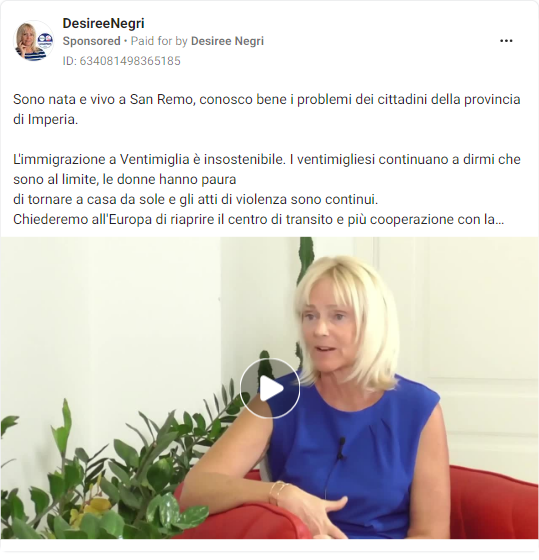 DesireeNegri
Sponsored • Paid for by Desiree Negri
ID: 634081498365185
Sono nata e vivo a San Remo, conosco bene i problemi dei cittadini della provincia
di Imperia.
L'immigrazione a Ventimiglia è insostenibile. I ventimigliesi continuano a dirmi che
sono al limite, le donne hanno paura
di tornare a casa da sole e gli atti di violenza sono continui.
Chiederemo all'Europa di riaprire il centro di transito e più cooperazione con la...